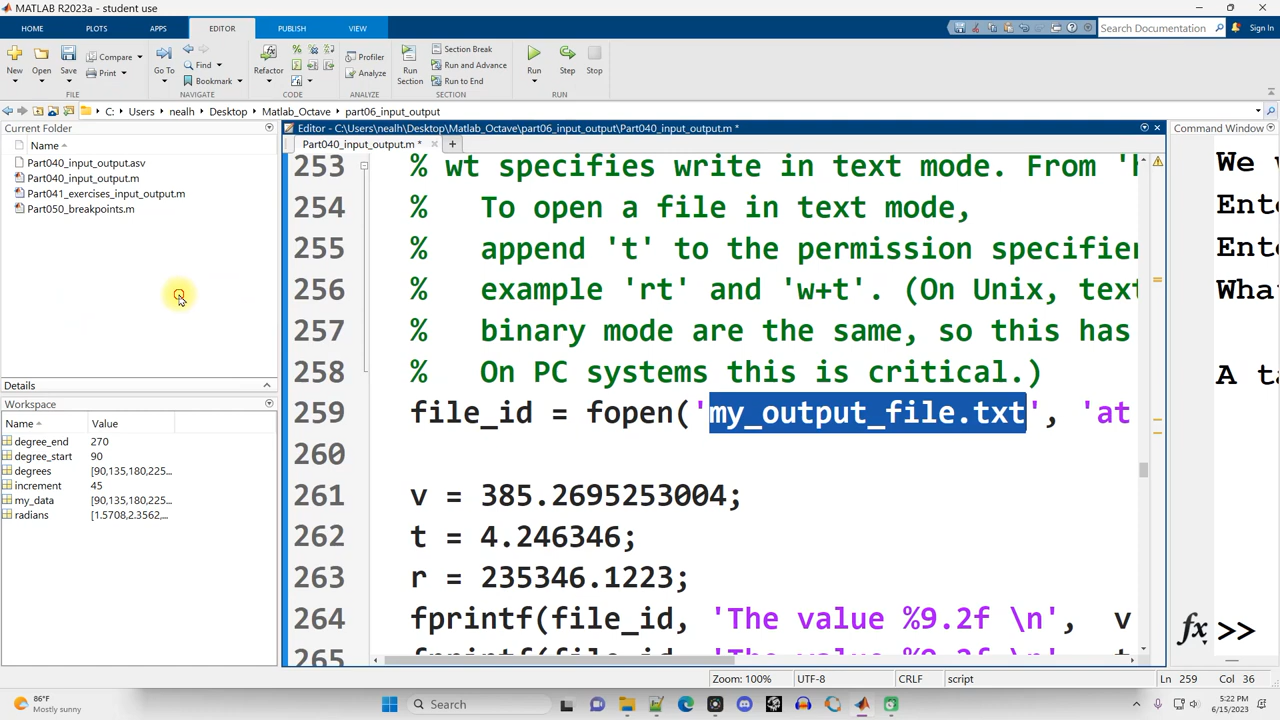 MATLAB R2023a - student use
HOME PLOTS APPS EDITOR PUBLISH VIEW Search Documentation Sign In
New Open Save Compare Print Go To Find Bookmark Refactor Profiler Analyze Run Section Section Break Run and Advance Run to End Run Step Stop
FILE NAVIGATE CODE ANALYZE SECTION RUN
C: Users nealh Desktop Matlab_Octave part06_input_output
Current Folder
Name
Part040_input_output.asv
Part040_input_output.m
Part041_exercises_input_output.m
Part050_breakpoints.m
Details
Workspace
Name Value
degree_end 270
degree_start 90
degrees [90,135,180,225...
increment 45
my_data [90,135,180,225...
radians [1.5708,2.3562,...
Editor - C:\Users\nealh\Desktop\Matlab_Octave\part06_input_output\Part040_input_output.m *
Part040_input_output.m *
253 % wt specifies write in text mode. From
254 % To open a file in text mode,
255 % append 't' to the permission specifier
256 % example 'rt' and 'w+t'. (On Unix, text
257 % binary mode are the same, so this has
258 % On PC systems this is critical.)
259 file_id = fopen('my_output_file.txt', 'at
260
261 v = 385.2695253004;
262 t = 4.246346;
263 r = 235346.1223;
264 fprintf(file_id, 'The value %9.2f \n', v
265 fprintf(file_id, 'The value %9.2f \n', t
Command Window
We
Ente
Ente
What
A ta
fx >>
Zoom: 100% UTF-8 CRLF script Ln 259 Col 36
86°F
Mostly sunny
Search
5:22 PM
6/15/2023